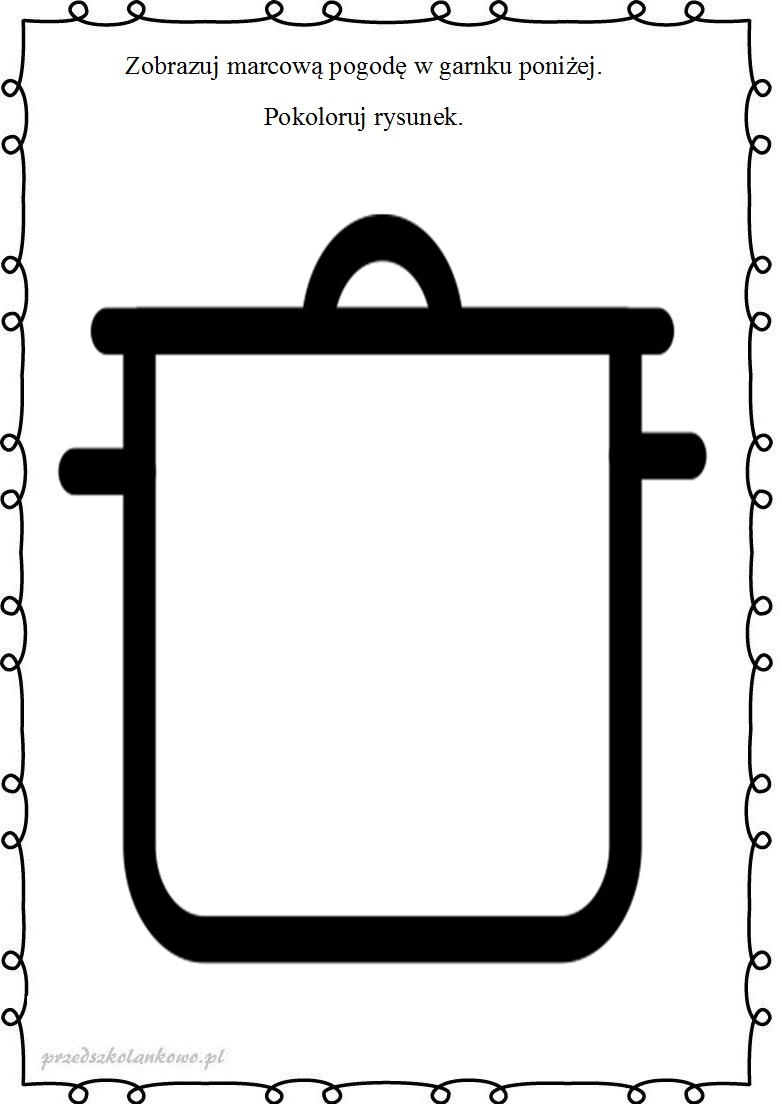 Zobrazuj marcową pogodę w garnku poniżej.
Pokoloruj rysunek.
przedszkolankowo.pl